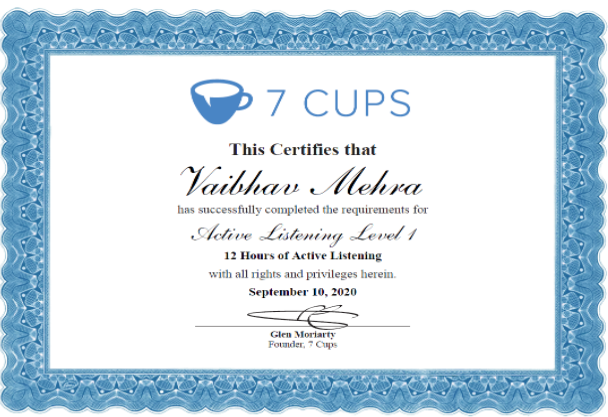 7 CUPS
This Certifies that
Vaibhav Mehra
has successfully completed the requirements for
Active Listening Level 1
12 Hours of Active Listening
with all rights and privileges herein.
September 10, 2020
Glen Moriarty
Founder, 7 Cups